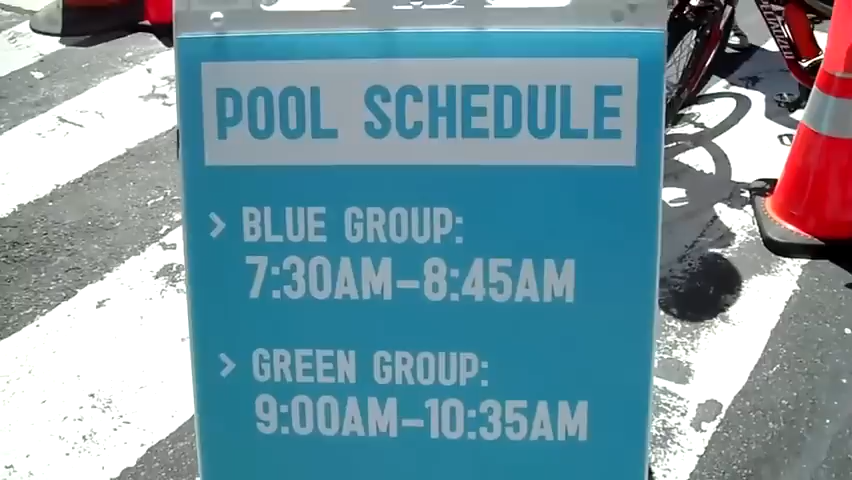 POOL SCHEDULE
> BLUE GROUP:
7:30AM-8:45AM
> GREEN GROUP:
9:00AM-10:35AM